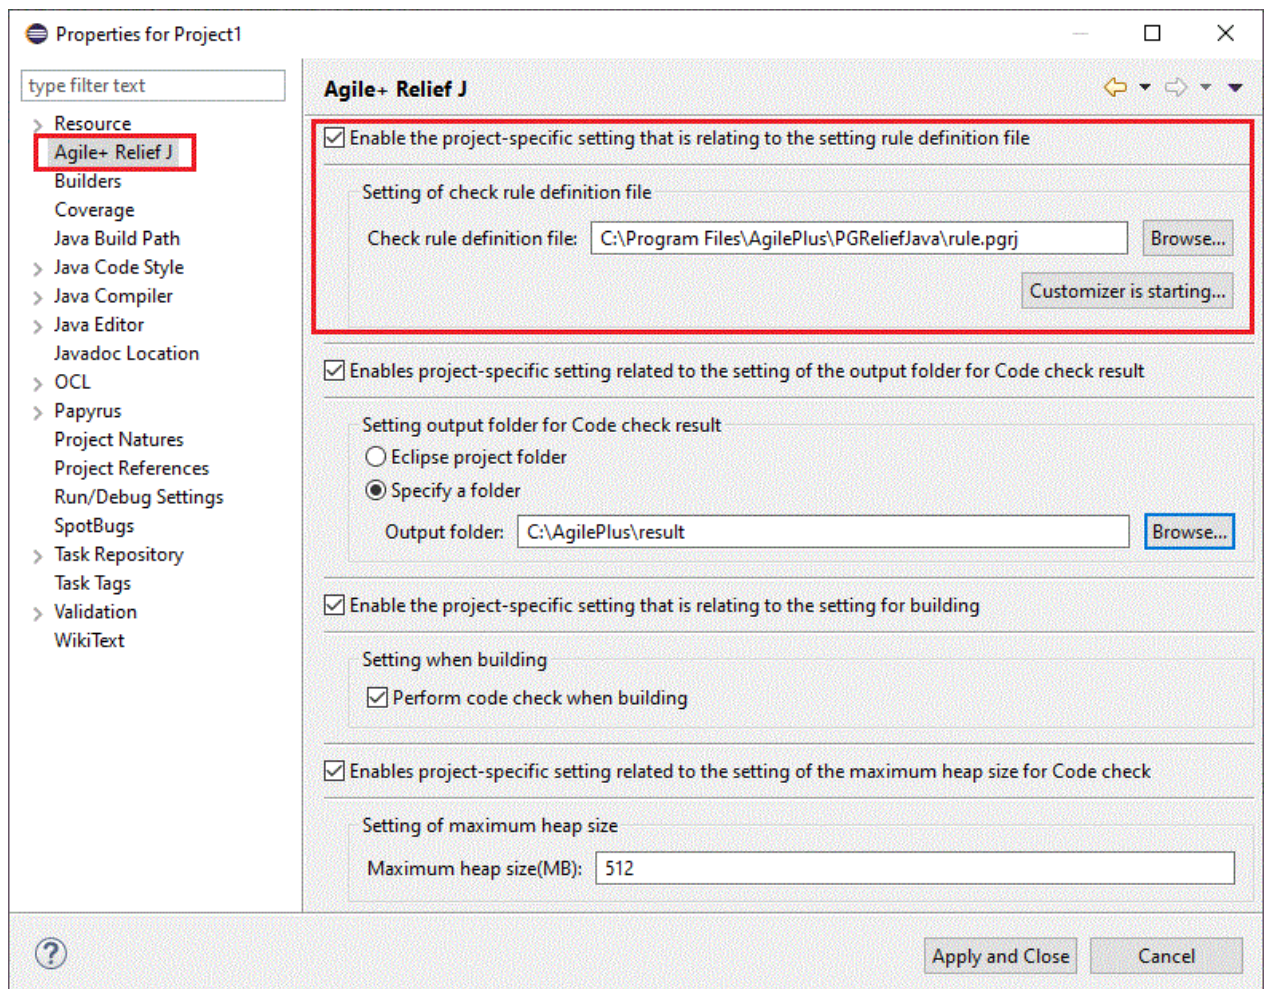 Properties for Project1
type filter text
Resource
Agile+ Relief J
Builders
Coverage
Java Build Path
Java Code Style
Java Compiler
Java Editor
Javadoc Location
OCL
Papyrus
Project Natures
Project References
Run/Debug Settings
SpotBugs
Task Repository
Task Tags
Validation
WikiText
Agile+ Relief J
Enable the project-specific setting that is relating to the setting rule definition file
Setting of check rule definition file
Check rule definition file: C:\Program Files\AgilePlus\PGReliefJava\rule.pgrj Browse...
Customizer is starting...
Enables project-specific setting related to the setting of the output folder for Code check result
Setting output folder for Code check result
Eclipse project folder
Specify a folder
Output folder: C:\AgilePlus\result Browse...
Enable the project-specific setting that is relating to the setting for building
Setting when building
Perform code check when building
Enables project-specific setting related to the setting of the maximum heap size for Code check
Setting of maximum heap size
Maximum heap size(MB): 512
? Apply and Close Cancel